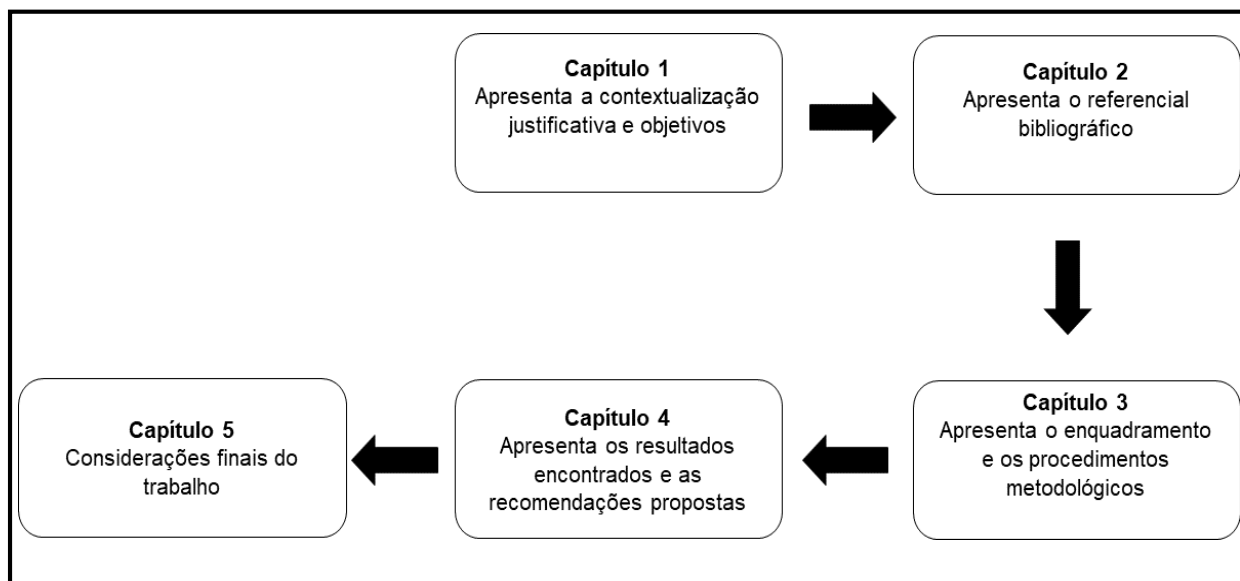 Capítulo 1
Apresenta a contextualização
justificativa e objetivos
Capítulo 2
Apresenta o referencial
bibliográfico
Capítulo 3
Apresenta o enquadramento
e os procedimentos
metodológicos
Capítulo 4
Apresenta os resultados
encontrados e as
recomendações propostas
Capítulo 5
Considerações finais do
trabalho